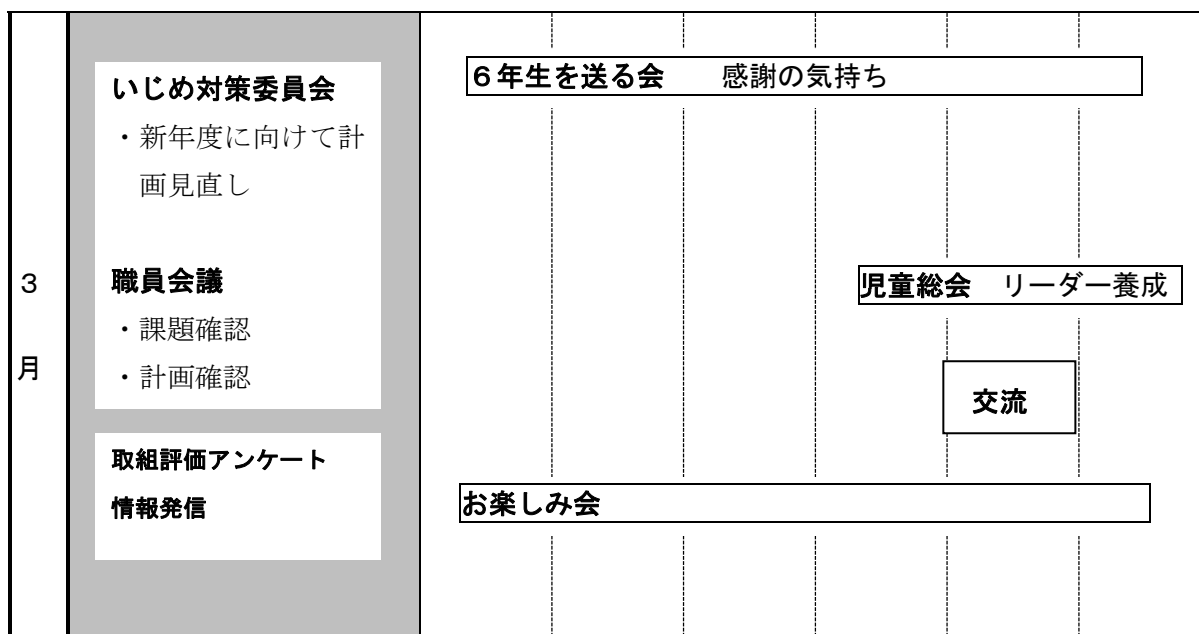 3
月
いじめ対策委員会
・新年度に向けて計
画見直し
職員会議
・課題確認
・計画確認
取組評価アンケート
情報発信
６年生を送る会　　感謝の気持ち
児童総会　リーダー養成
交流
お楽しみ会